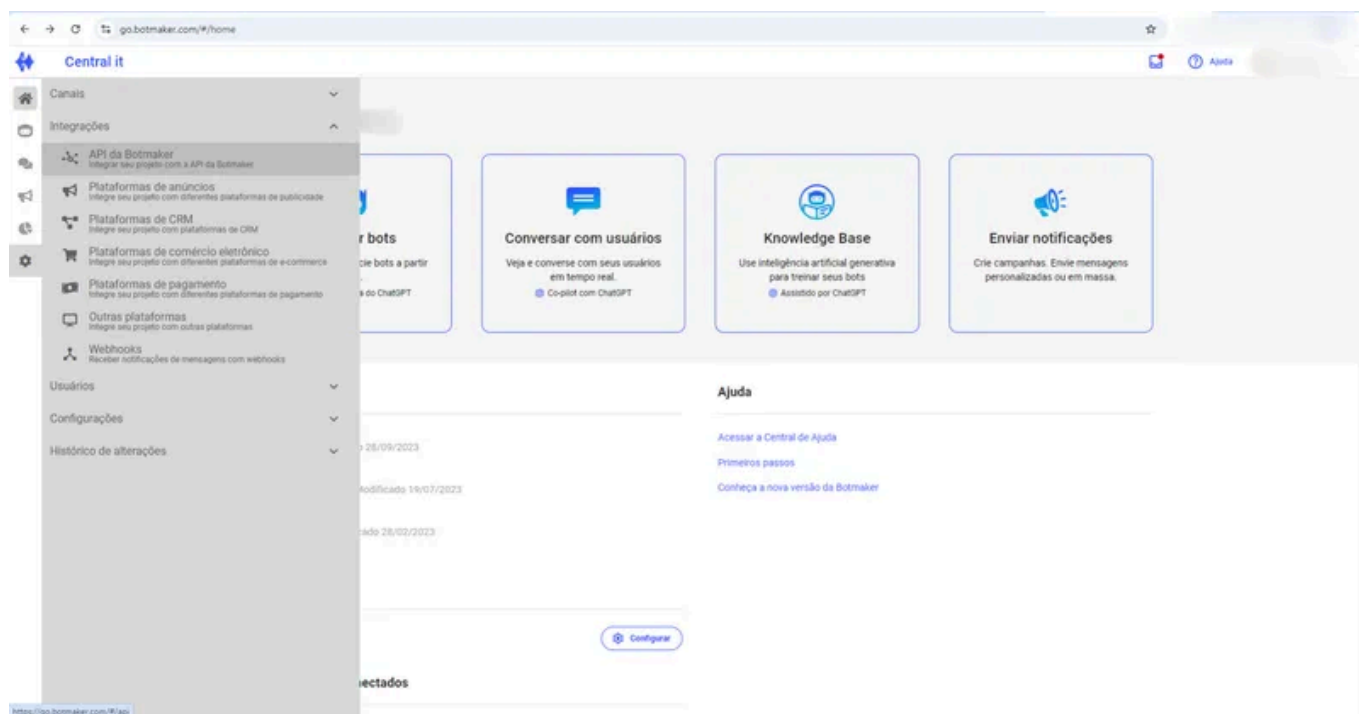 go.botmaker.com/#/home
Central it
Ajuda
Canais
Integrações
API da Botmaker
Integrar seu projeto com a API da Botmaker
Plataformas de anúncios
Integre seu projeto com diferentes plataformas de publicidade
Plataformas de CRM
Integre seu projeto com plataformas de CRM
Plataformas de comércio eletrônico
Integre seu projeto com diferentes plataformas de e-commerce
Plataformas de pagamento
Integre seu projeto com diferentes plataformas de pagamento
Outras plataformas
Integre seu projeto com outras plataformas
Webhooks
Receber notificações de mensagens com webhooks
Usuários
Configurações
Histórico de alterações
r bots
cie bots a partir
do ChatGPT
Conversar com usuários
Veja e converse com seus usuários
em tempo real.
Co-pilot com ChatGPT
Knowledge Base
Use inteligência artificial generativa
para treinar seus bots
Assistido por ChatGPT
Enviar notificações
Crie campanhas. Envie mensagens
personalizadas ou em massa.
28/09/2023
Modificado 19/07/2023
cado 28/02/2023
Configurar
ectados
Ajuda
Acessar a Central de Ajuda
Primeiros passos
Conheça a nova versão da Botmaker
https://go.botmaker.com/#/api